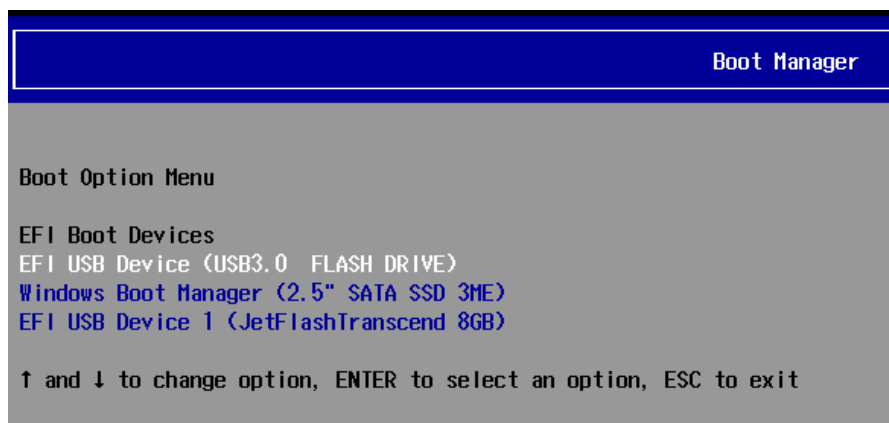 Boot Manager
Boot Option Menu
EFI Boot Devices
EFI USB Device (USB3.0  FLASH DRIVE)
Windows Boot Manager (2.5" SATA SSD 3ME)
EFI USB Device 1 (JetFlashTranscend 8GB)
↑ and ↓ to change option, ENTER to select an option, ESC to exit